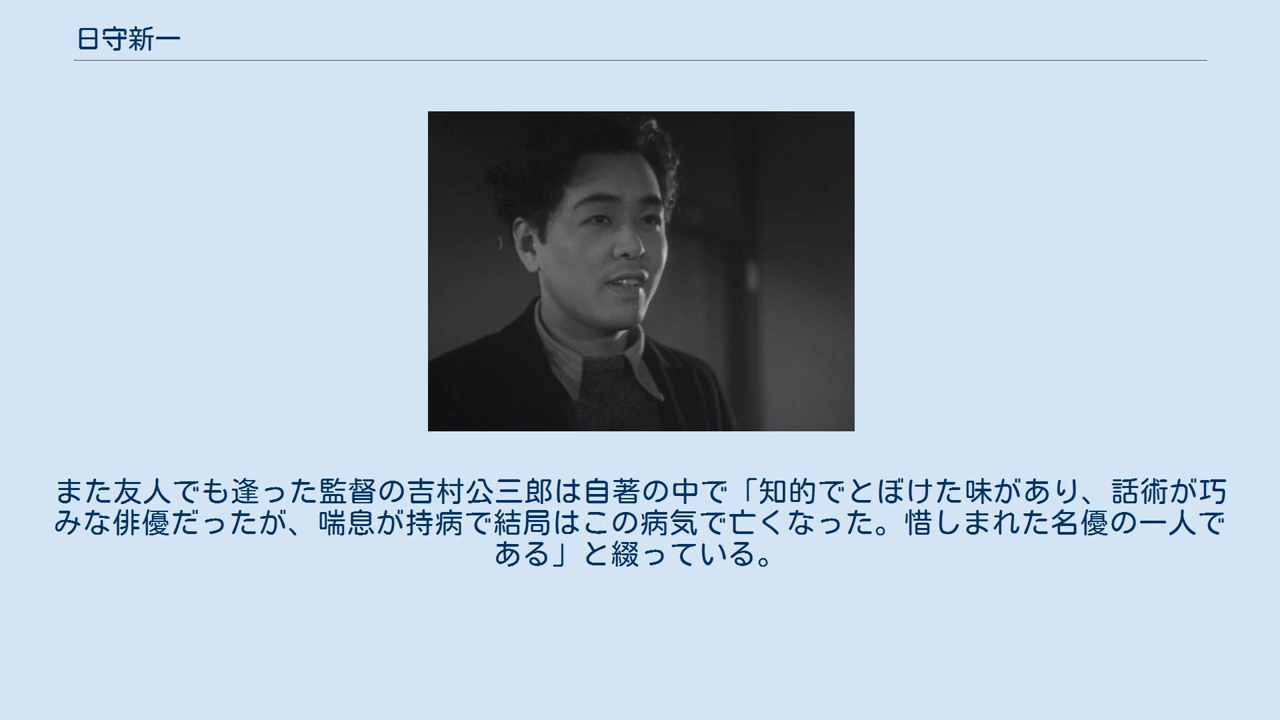 日守新一
また友人でも逢った監督の吉村公三郎は自著の中で「知的でとぼけた味があり、話術が巧
みな俳優だったが、喘息が持病で結局はこの病気で亡くなった。惜しまれた名優の一人で
ある」と綴っている。